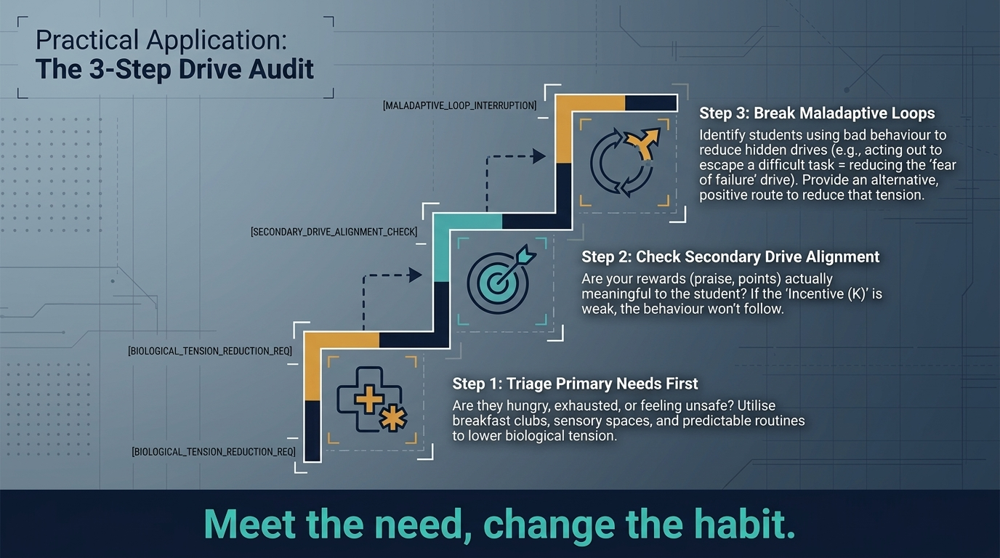 Practical Application:
The 3-Step Drive Audit
[MALADAPTIVE_LOOP_INTERRUPTION]
Step 3: Break Maladaptive Loops
Identify students using bad behaviour to
reduce hidden drives (e.g., acting out to
escape a difficult task = reducing the ‘fear
of failure’ drive). Provide an alternative,
positive route to reduce that tension.
[SECONDARY_DRIVE_ALIGNMENT_CHECK]
Step 2: Check Secondary Drive Alignment
Are your rewards (praise, points) actually
meaningful to the student? If the ‘Incentive (K)’ is
weak, the behaviour won’t follow.
[BIOLOGICAL_TENSION_REDUCTION_REQ]
Step 1: Triage Primary Needs First
Are they hungry, exhausted, or feeling unsafe? Utilise
breakfast clubs, sensory spaces, and predictable routines
to lower biological tension.
[BIOLOGICAL_TENSION_REDUCTION_REQ]
Meet the need, change the habit.